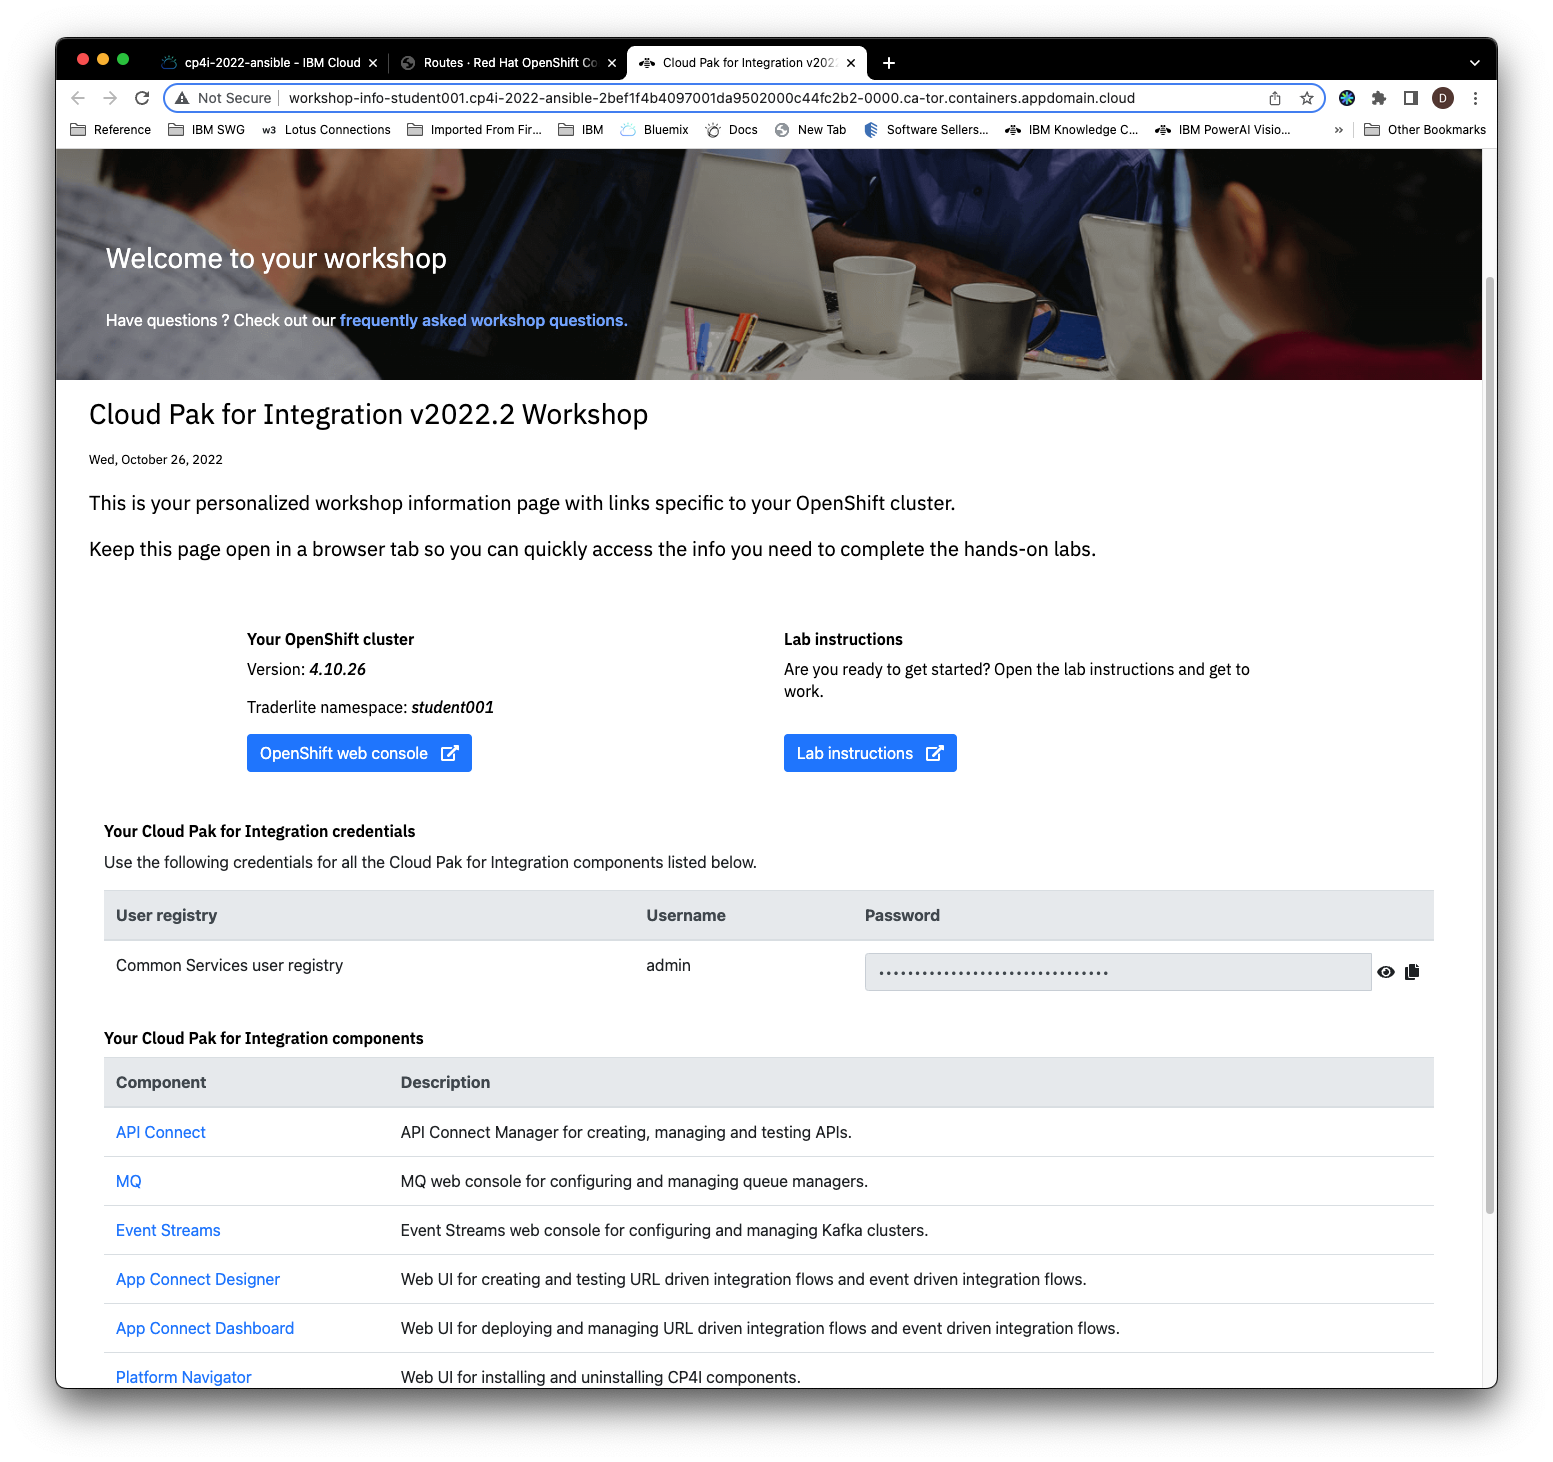 cp4i-2022-ansible - IBM Cloud
Routes · Red Hat OpenShift Co
Cloud Pak for Integration v202
Not Secure
workshop-info-student001.cp4i-2022-ansible-2bef1f4b4097001da9502000c44fc2b2-0000.ca-tor.containers.appdomain.cloud
D
Reference
IBM SWG
w3 Lotus Connections
Imported From Fir...
IBM
Bluemix
Docs
New Tab
Software Sellers...
IBM Knowledge C...
IBM PowerAI Visio...
»
Other Bookmarks
Welcome to your workshop
Have questions ? Check out our frequently asked workshop questions.
Cloud Pak for Integration v2022.2 Workshop
Wed, October 26, 2022
This is your personalized workshop information page with links specific to your OpenShift cluster.
Keep this page open in a browser tab so you can quickly access the info you need to complete the hands-on labs.
Your OpenShift cluster
Version: 4.10.26
Traderlite namespace: student001
OpenShift web console
Lab instructions
Are you ready to get started? Open the lab instructions and get to
work.
Lab instructions
Your Cloud Pak for Integration credentials
Use the following credentials for all the Cloud Pak for Integration components listed below.
User registry Username Password
Common Services user registry admin ••••••••••••••••••••••••••••••••
Your Cloud Pak for Integration components
Component Description
API Connect API Connect Manager for creating, managing and testing APIs.
MQ MQ web console for configuring and managing queue managers.
Event Streams Event Streams web console for configuring and managing Kafka clusters.
App Connect Designer Web UI for creating and testing URL driven integration flows and event driven integration flows.
App Connect Dashboard Web UI for deploying and managing URL driven integration flows and event driven integration flows.
Platform Navigator Web UI for installing and uninstalling CP4I components.